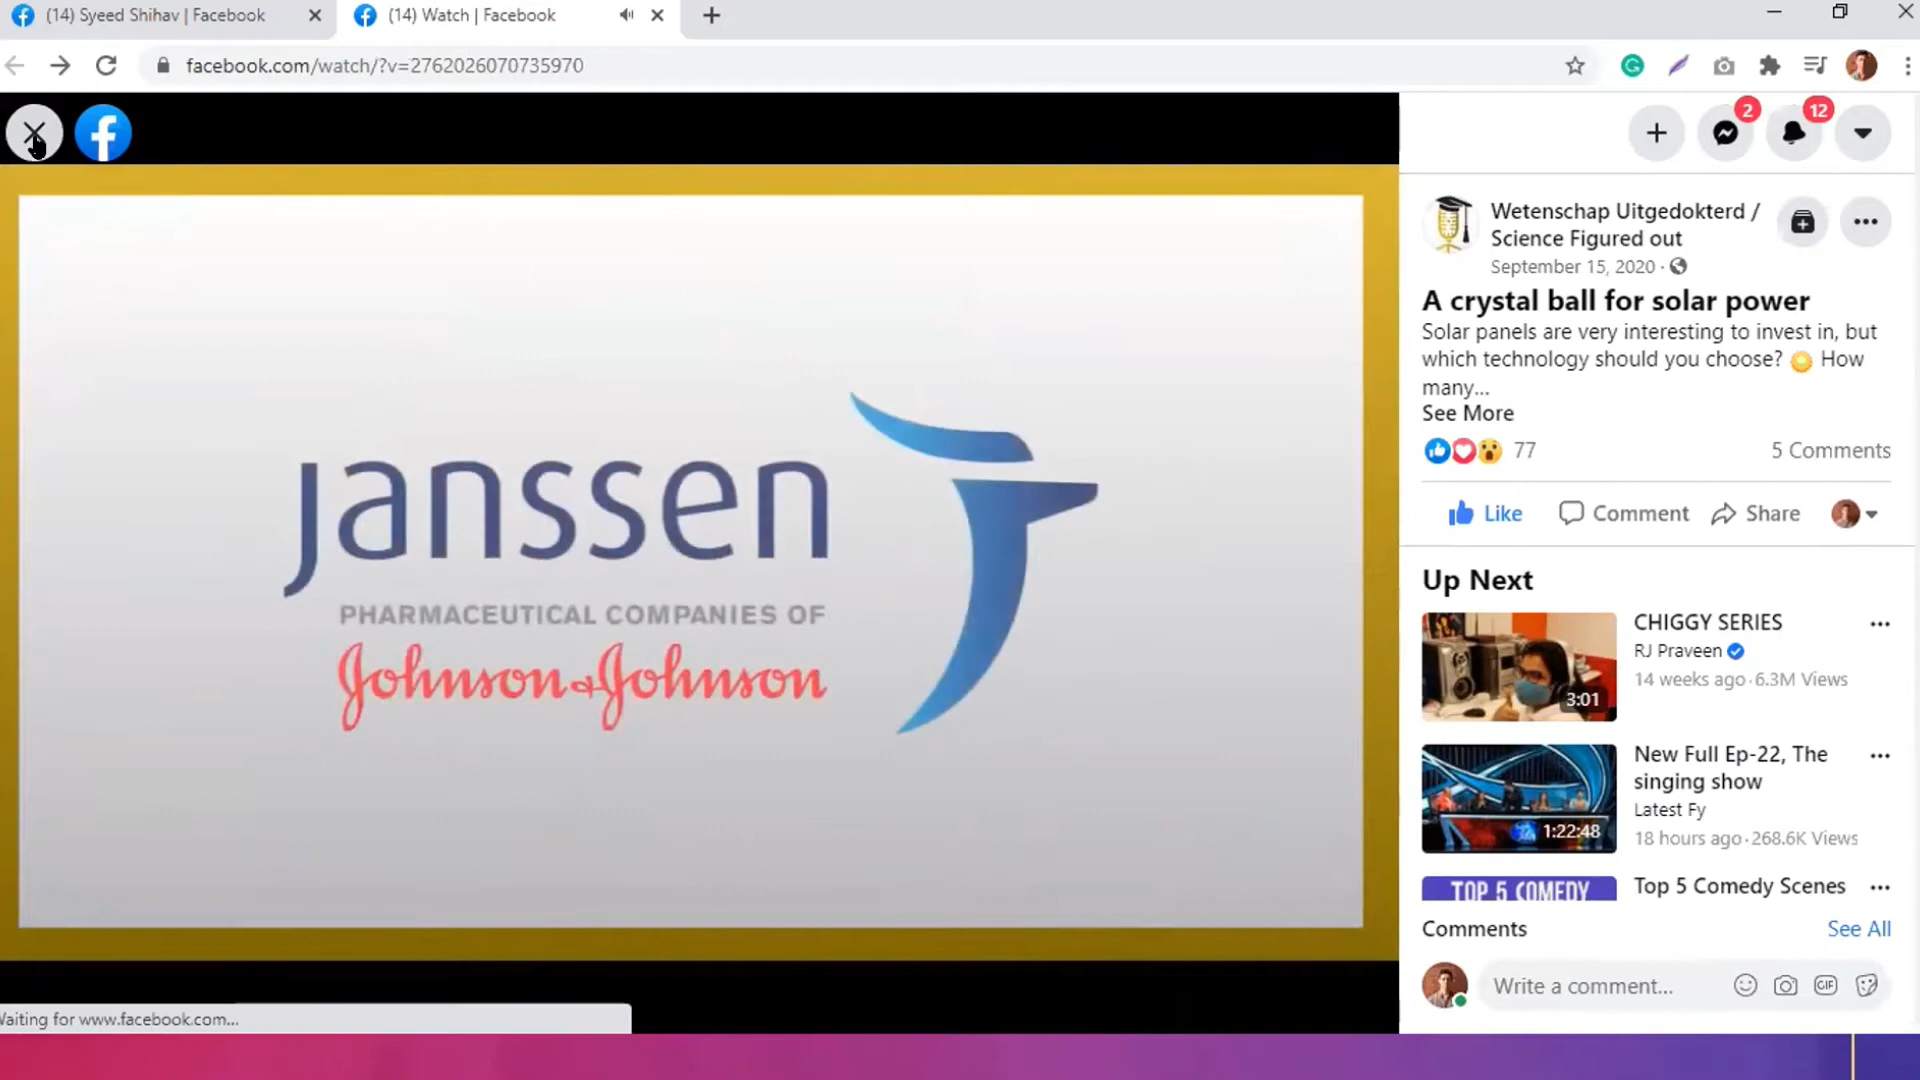 (14) Syeed Shihav | Facebook
(14) Watch | Facebook
facebook.com/watch/?v=2762026070735970
2
12
Wetenschap Uitgedokterd /
Science Figured out
September 15, 2020 ·
A crystal ball for solar power
Solar panels are very interesting to invest in, but
which technology should you choose? How
many...
See More
77
5 Comments
Like
Comment
Share
janssen
PHARMACEUTICAL COMPANIES OF
Johnson & Johnson
Up Next
CHIGGY SERIES
RJ Praveen
14 weeks ago · 6.3M Views
3:01
New Full Ep-22, The
singing show
Latest Fy
18 hours ago · 268.6K Views
1:22:48
TOP 5 COMEDY
Top 5 Comedy Scenes
Comments
See All
Write a comment...
GIF
Waiting for www.facebook.com...